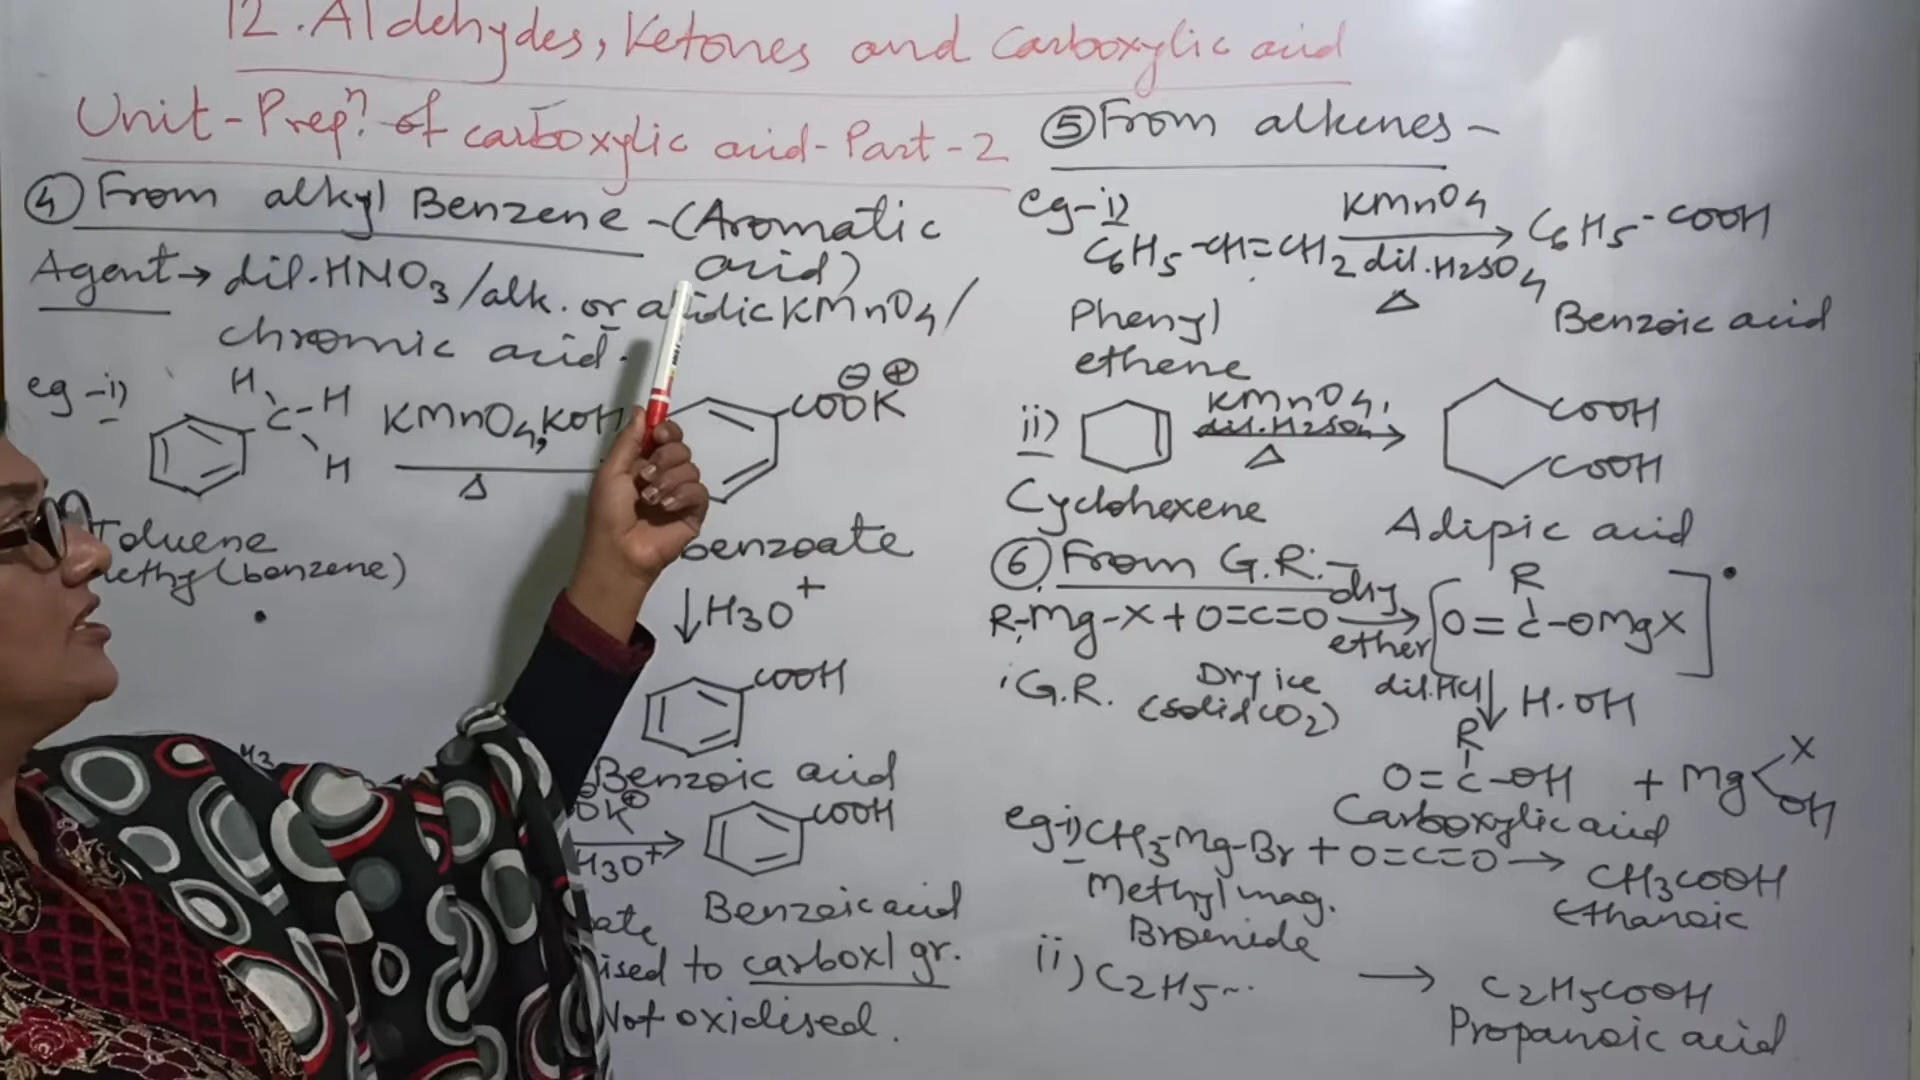 12. Aldehydes, Ketones and Carboxylic acid
Unit - Prepⁿ. of carboxylic acid - Part - 2
④ From alkyl Benzene - (Aromatic
acid)
Agent → dil. HNO3 / alk. or acidic KMnO4 /
chromic acid.
eg - i)
H
C - H
H
KMnO4, KOH
Δ
COOK
⊖ ⊕
Toluene
benzene)
benzoate
↓ H3O+
COOH
Benzoic acid
H3O+
COOH
Benzoic acid
ised to carboxl gr.
Not oxidised.
⑤ From alkenes -
eg - i)
C6H5 - CH = CH2
KMnO4
dil. H2SO4
Δ
C6H5 - COOH
Phenyl
ethene
Benzoic acid
ii)
KMnO4,
dil. H2SO4
Δ
COOH
COOH
Cyclohexene
Adipic acid
⑥ From G.R. -
R - Mg - X + O=C=O
dry
ether
[O = C - OMgX]
R
G.R.
Dry ice
(solid CO2)
dil. HCl ↓ H.OH
R
O = C - OH + Mg
X
OH
Carboxylic acid
eg - i) CH3 - Mg - Br + O=C=O → CH3COOH
Methyl mag.
Bromide
Ethanoic
ii) C2H5 -- → C2H5COOH
Propanoic acid